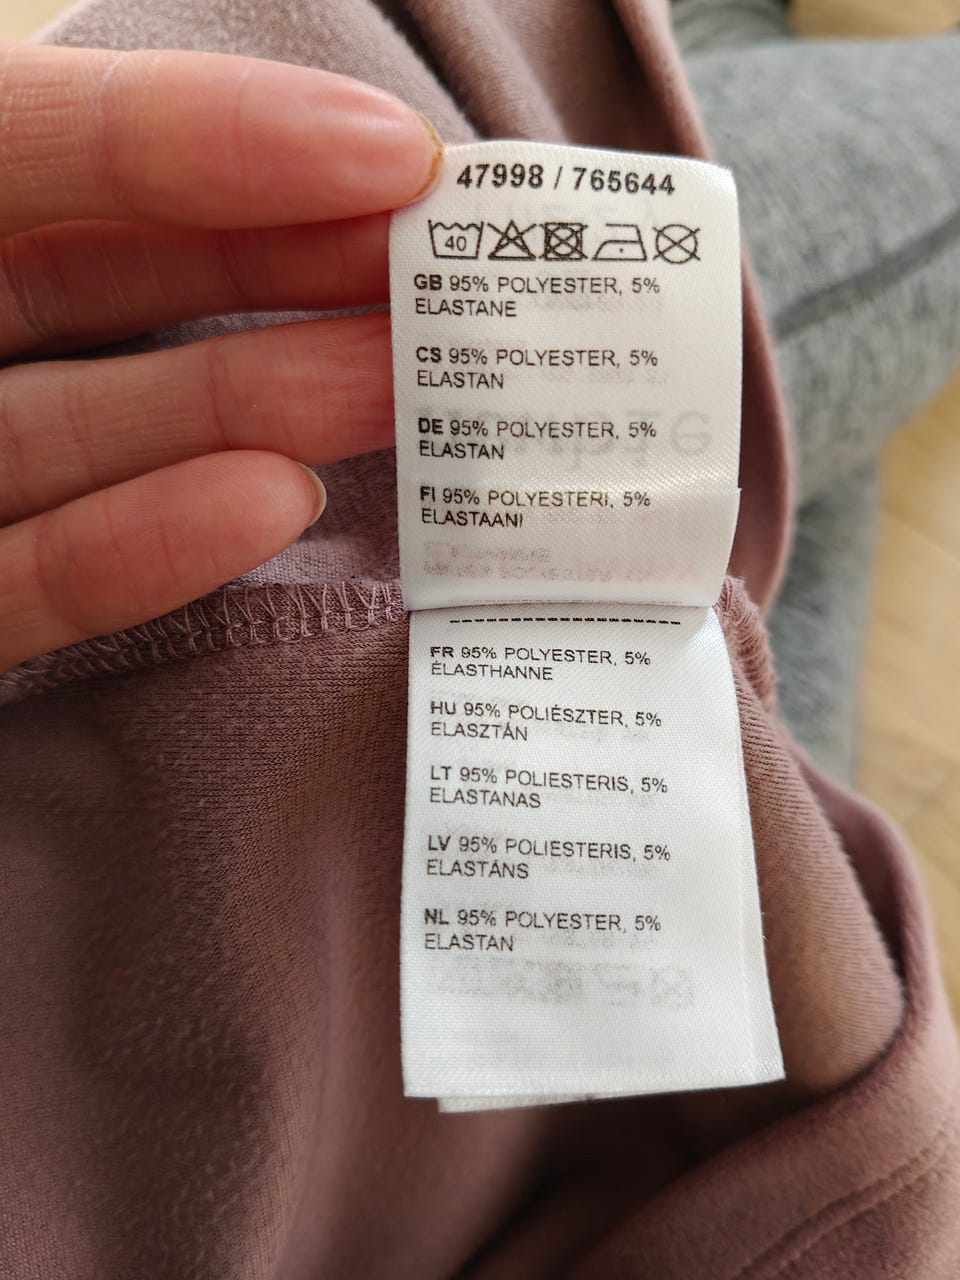 47998 / 765644
40
GB 95% POLYESTER, 5%
ELASTANE
CS 95% POLYESTER, 5%
ELASTAN
DE 95% POLYESTER, 5%
ELASTAN
FI 95% POLYESTERI, 5%
ELASTAANI
FR 95% POLYESTER, 5%
ÉLASTHANNE
HU 95% POLIÉSZTER, 5%
ELASZTÁN
LT 95% POLIESTERIS, 5%
ELASTANAS
LV 95% POLIESTERIS, 5%
ELASTĀNS
NL 95% POLYESTER, 5%
ELASTAN